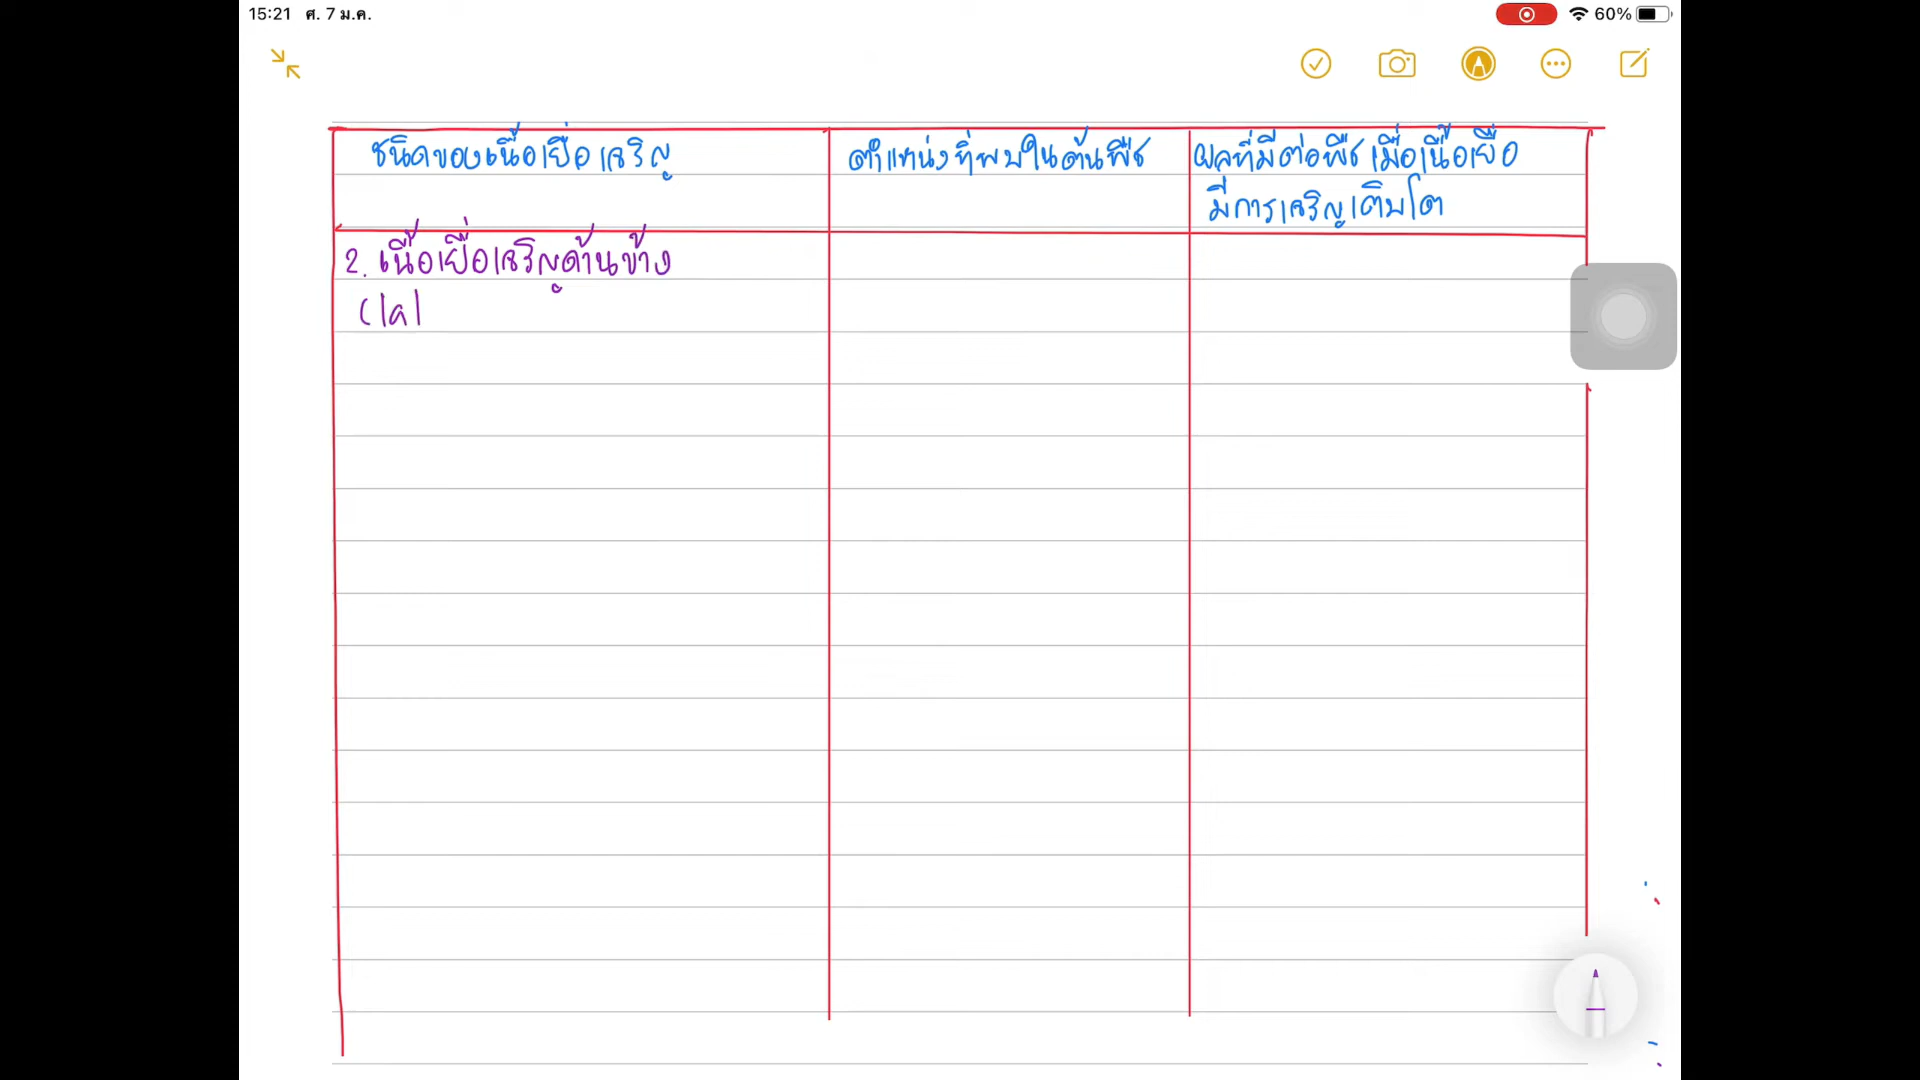 15:21 ศ. 7 ม.ค.
60%
ชนิดของเนื้อเยื่อเจริญ
ตำแหน่งที่พบในต้นพืช
ผลที่มีต่อพืชเมื่อเนื้อเยื่อ
มีการเจริญเติบโต
2. เนื้อเยื่อเจริญด้านข้าง
(lal